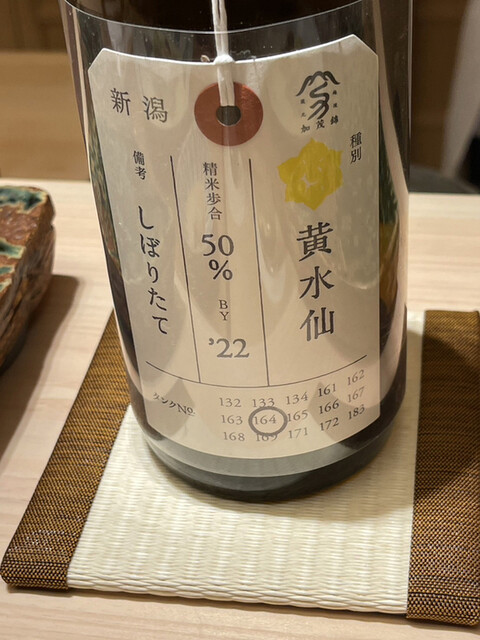 加茂錦
種別
黄水仙
精米歩合
50
%
BY
'22
新潟
備考
しぼりたて
タンクNo.
132 133 134 161 162
163 164 165 166 167
168 169 171 172 183